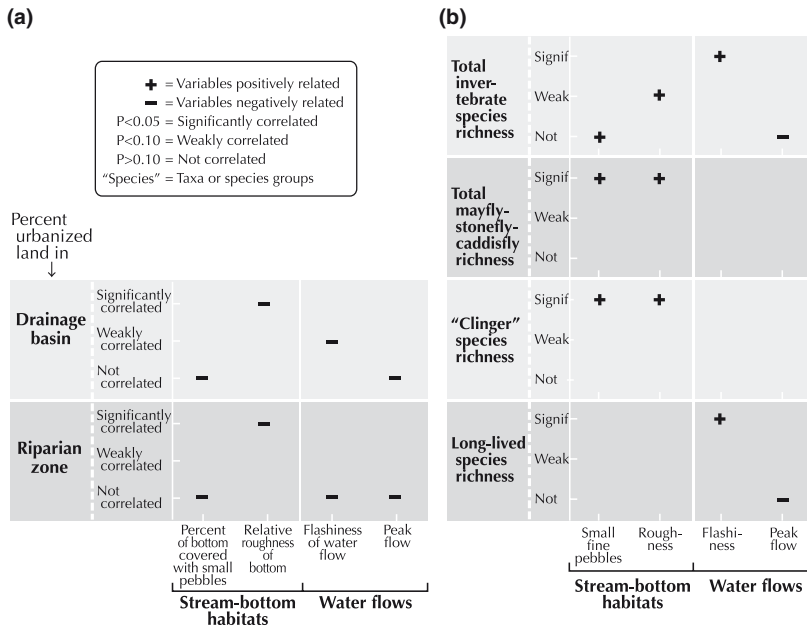 (a)
+ = Variables positively related
– = Variables negatively related
P<0.05 = Significantly correlated
P<0.10 = Weakly correlated
P>0.10 = Not correlated
“Species” = Taxa or species groups
Percent
urbanized
land in
↓
Drainage
basin
Significantly
correlated
Weakly
correlated
Not
correlated
Riparian
zone
Significantly
correlated
Weakly
correlated
Not
correlated
Percent
of bottom
covered
with small
pebbles
Relative
roughness
of
bottom
Flashiness
of water
flow
Peak
flow
Stream-bottom
habitats
Water flows
(b)
Total
inver-
tebrate
species
richness
Signif
Weak
Not
Total
mayfly-
stonefly-
caddisfly
richness
Signif
Weak
Not
“Clinger”
species
richness
Signif
Weak
Not
Long-lived
species
richness
Signif
Weak
Not
Small
fine
pebbles
Rough-
ness
Flashi-
ness
Peak
flow
Stream-bottom
habitats
Water flows